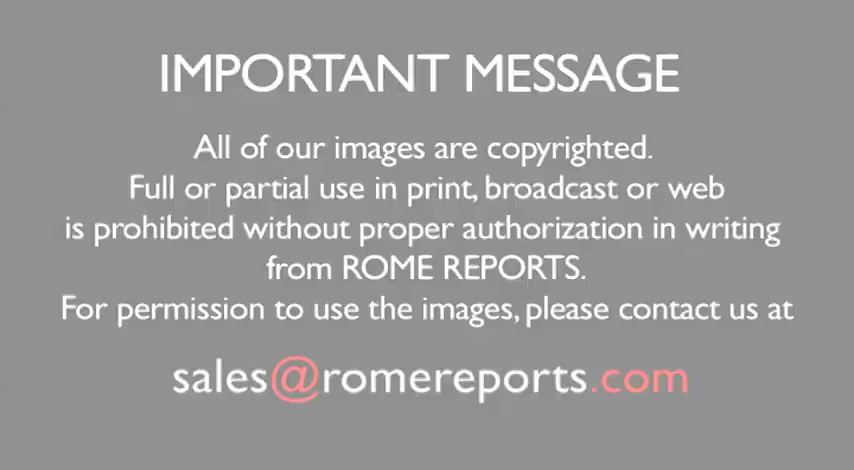 IMPORTANT MESSAGE
All of our images are copyrighted.
Full or partial use in print, broadcast or web
is prohibited without proper authorization in writing
from ROME REPORTS.
For permission to use the images, please contact us at
sales@romereports.com